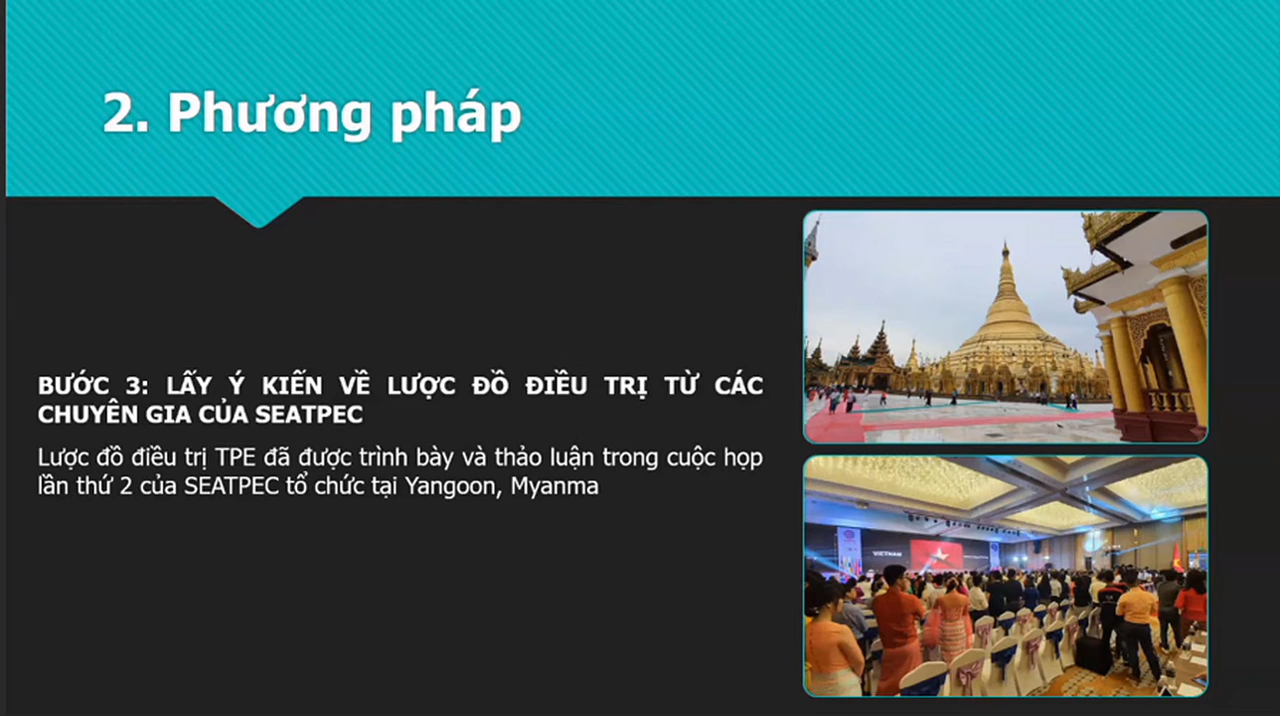 2. Phương pháp
BƯỚC 3: LẤY Ý KIẾN VỀ LƯỢC ĐỒ ĐIỀU TRỊ TỪ CÁC
CHUYÊN GIA CỦA SEATPEC
Lược đồ điều trị TPE đã được trình bày và thảo luận trong cuộc họp
lần thứ 2 của SEATPEC tổ chức tại Yangoon, Myanma
VIETNAM